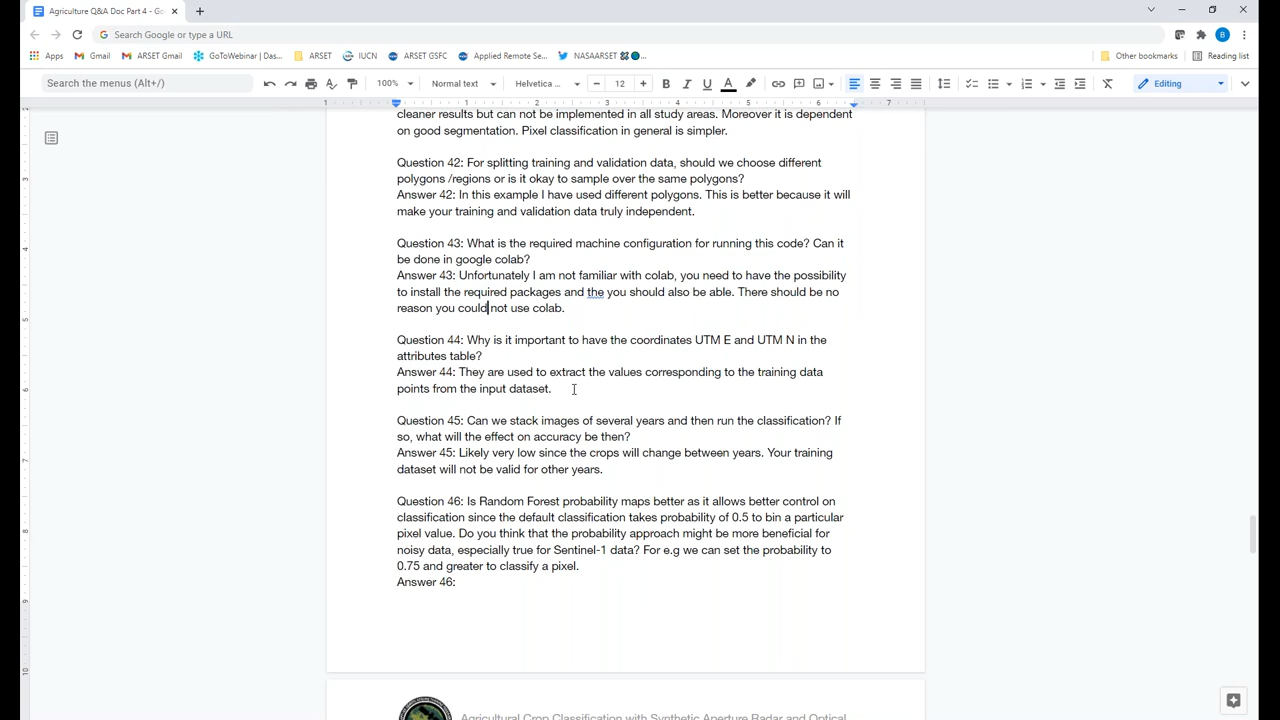 Agriculture Q&A Doc Part 4 - Go
Search Google or type a URL
Apps
Gmail
ARSET Gmail
GoToWebinar | Das...
ARSET
IUCN
ARSET GSFC
Applied Remote Se...
NASAARSET
Other bookmarks
Reading list
Search the menus (Alt+/)
100%
Normal text
Helvetica ...
12
Editing
cleaner results but can not be implemented in all study areas. Moreover it is dependent
on good segmentation. Pixel classification in general is simpler.
Question 42: For splitting training and validation data, should we choose different
polygons /regions or is it okay to sample over the same polygons?
Answer 42: In this example I have used different polygons. This is better because it will
make your training and validation data truly independent.
Question 43: What is the required machine configuration for running this code? Can it
be done in google colab?
Answer 43: Unfortunately I am not familiar with colab, you need to have the possibility
to install the required packages and the you should also be able. There should be no
reason you could not use colab.
Question 44: Why is it important to have the coordinates UTM E and UTM N in the
attributes table?
Answer 44: They are used to extract the values corresponding to the training data
points from the input dataset.
Question 45: Can we stack images of several years and then run the classification? If
so, what will the effect on accuracy be then?
Answer 45: Likely very low since the crops will change between years. Your training
dataset will not be valid for other years.
Question 46: Is Random Forest probability maps better as it allows better control on
classification since the default classification takes probability of 0.5 to bin a particular
pixel value. Do you think that the probability approach might be more beneficial for
noisy data, especially true for Sentinel-1 data? For e.g we can set the probability to
0.75 and greater to classify a pixel.
Answer 46:
Agricultural Crop Classification with Synthetic Aperture Radar and Optical